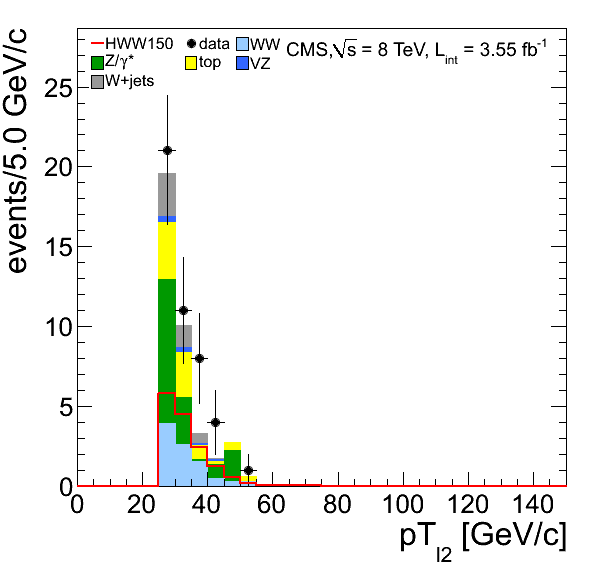 HWW150 data WW
Z/γ* top VZ
W+jets
CMS,√s = 8 TeV, L_int = 3.55 fb⁻¹
events/5.0 GeV/c
25
20
15
10
5
0
0 20 40 60 80 100 120 140
pT_l2 [GeV/c]